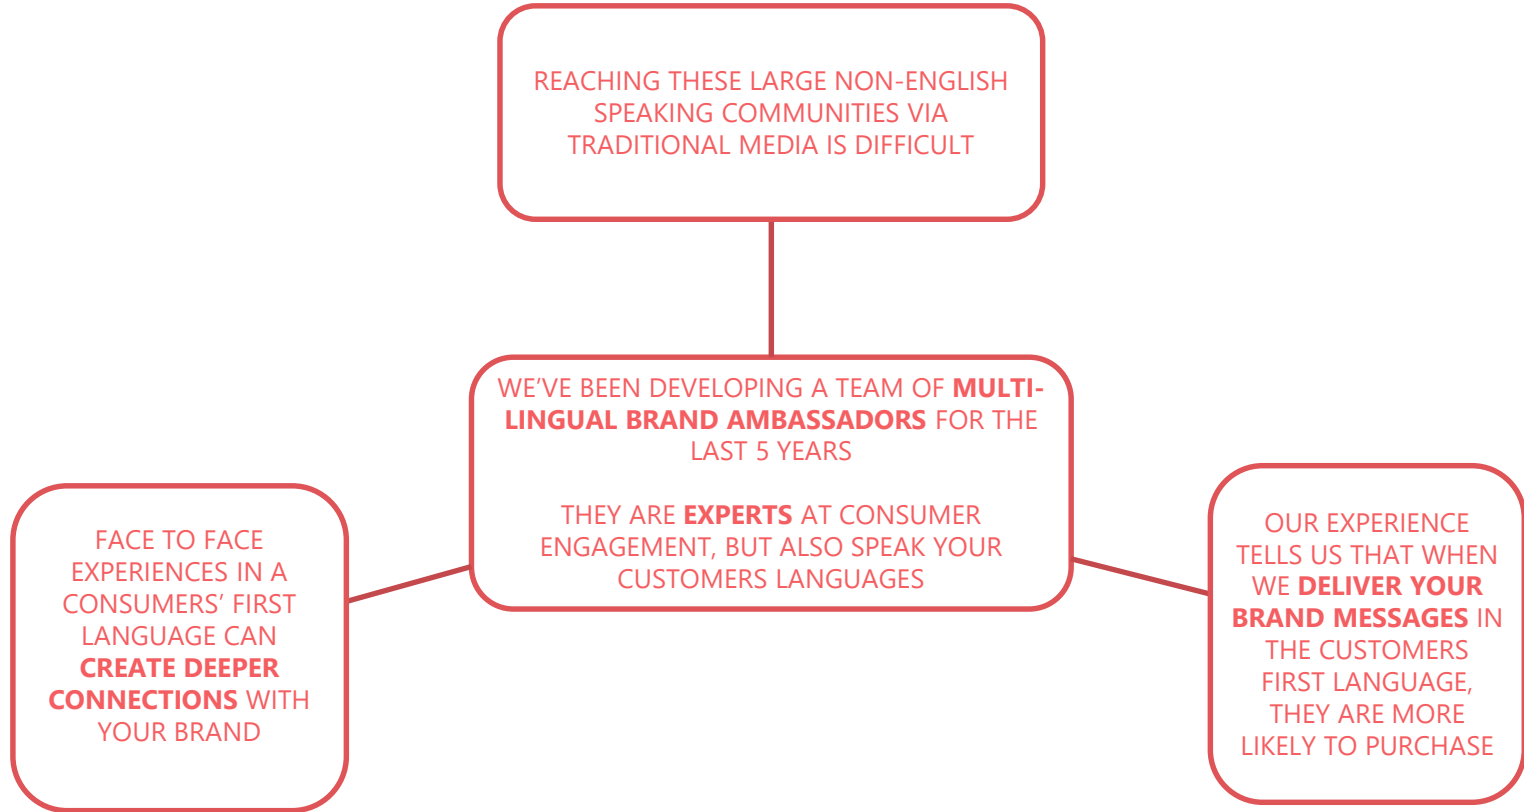 REACHING THESE LARGE NON-ENGLISH
SPEAKING COMMUNITIES VIA
TRADITIONAL MEDIA IS DIFFICULT
WE'VE BEEN DEVELOPING A TEAM OF MULTI-
LINGUAL BRAND AMBASSADORS FOR THE
LAST 5 YEARS
THEY ARE EXPERTS AT CONSUMER
ENGAGEMENT, BUT ALSO SPEAK YOUR
CUSTOMERS LANGUAGES
FACE TO FACE
EXPERIENCES IN A
CONSUMERS' FIRST
LANGUAGE CAN
CREATE DEEPER
CONNECTIONS WITH
YOUR BRAND
OUR EXPERIENCE
TELLS US THAT WHEN
WE DELIVER YOUR
BRAND MESSAGES IN
THE CUSTOMERS
FIRST LANGUAGE,
THEY ARE MORE
LIKELY TO PURCHASE